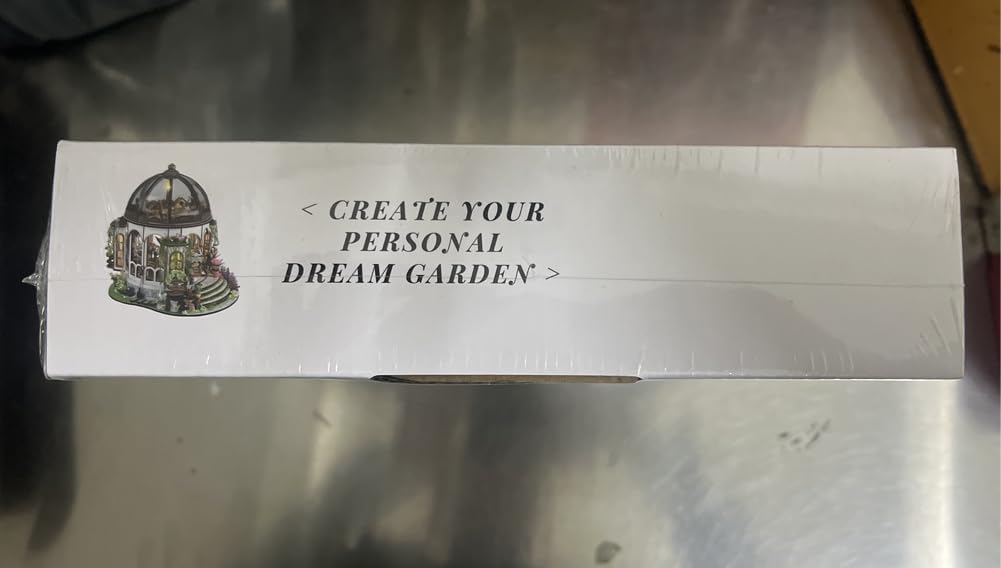 < CREATE YOUR
PERSONAL
DREAM GARDEN >